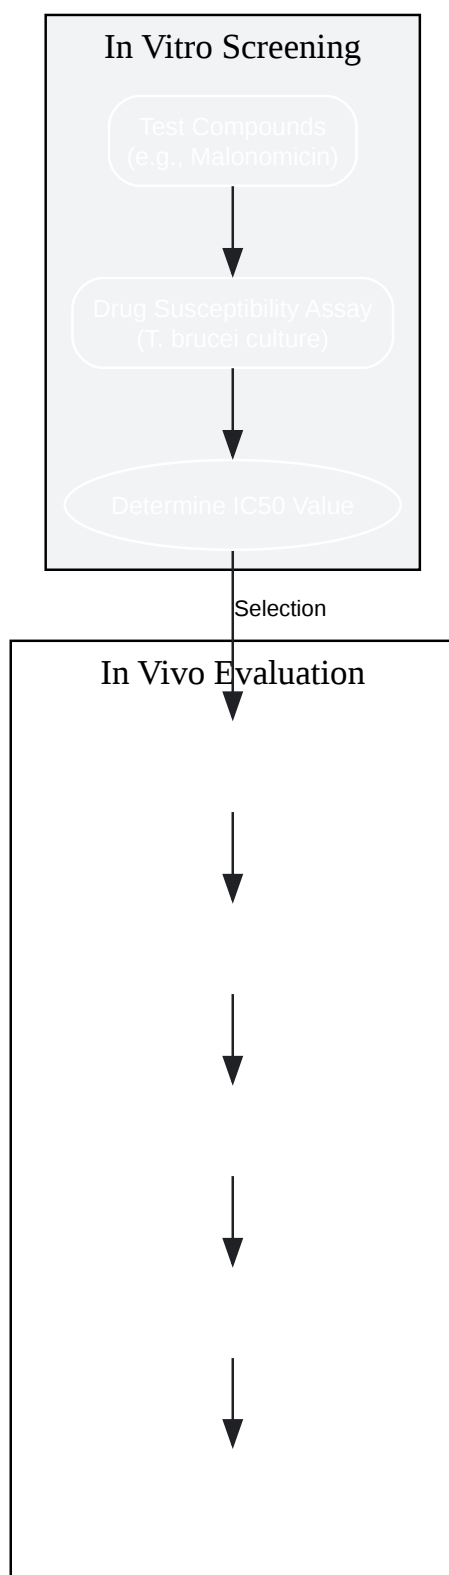 In Vitro Screening
Test Compounds
(e.g., Malonomicin)
Drug Susceptibility Assay
(T. brucei culture)
Determine IC50 Value
Selection
In Vivo Evaluation